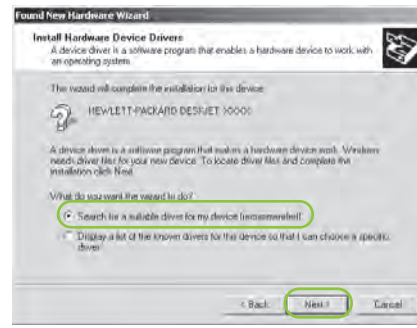 Found New Hardware Wizard
Install Hardware Device Drivers
A device driver is a software program that enables a hardware device to work with
an operating system.
This wizard will complete the installation for this device:
HEWLETT-PACKARD DESKJET XXXX
A device driver is a software program that makes a hardware device work. Windows
needs driver files for your new device. To locate driver files and complete the
installation click Next.
What do you want the wizard to do?
Search for a suitable driver for my device (recommended)
Display a list of the known drivers for this device so that I can choose a specific
driver
< Back
Next >
Cancel